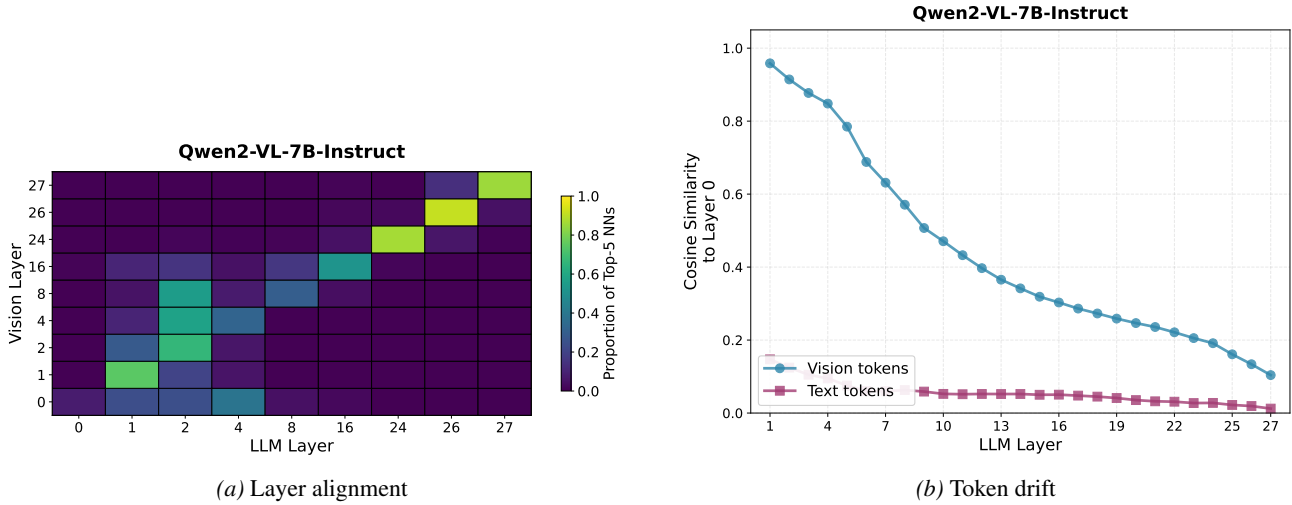 Qwen2-VL-7B-Instruct
Vision Layer
27
26
24
16
8
4
2
1
0
0 1 2 4 8 16 24 26 27
LLM Layer
1.0
0.8
0.6
0.4
0.2
0.0
Proportion of Top-5 NNs
(a) Layer alignment
Qwen2-VL-7B-Instruct
Cosine Similarity
to Layer 0
1.0
0.8
0.6
0.4
0.2
0.0
Vision tokens
Text tokens
1 4 7 10 13 16 19 22 25 27
LLM Layer
(b) Token drift